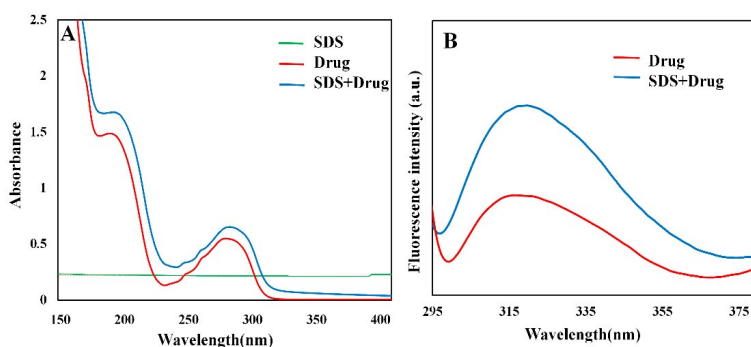 A
SDS
Drug
SDS+Drug
Absorbance
2.5
2
1.5
1
0.5
0
150 200 250 300 350 400
Wavelength(nm)
B
Drug
SDS+Drug
Fluorescence intensity (a.u.)
295 315 335 355 375
Wavelength(nm)